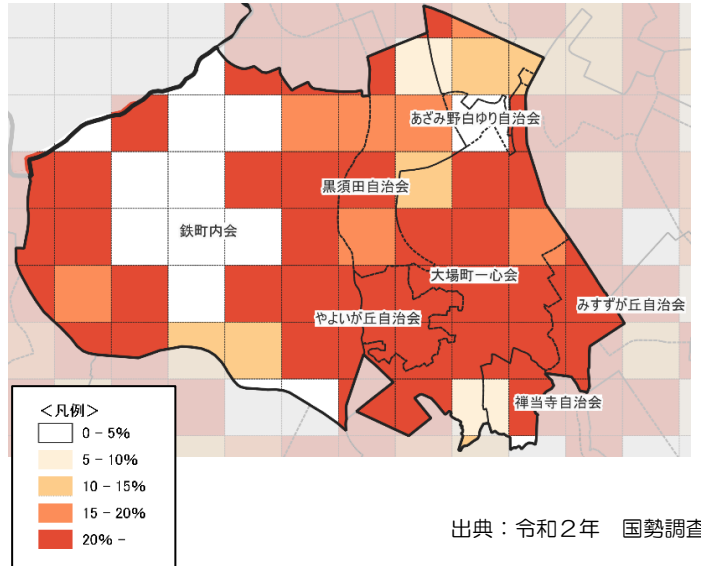 あざみ野白ゆり自治会
黒須田自治会
鉄町内会
大場町一心会
やよいが丘自治会
みすずが丘自治会
禅当寺自治会
＜凡例＞
0 - 5%
5 - 10%
10 - 15%
15 - 20%
20% -
出典：令和２年　国勢調査